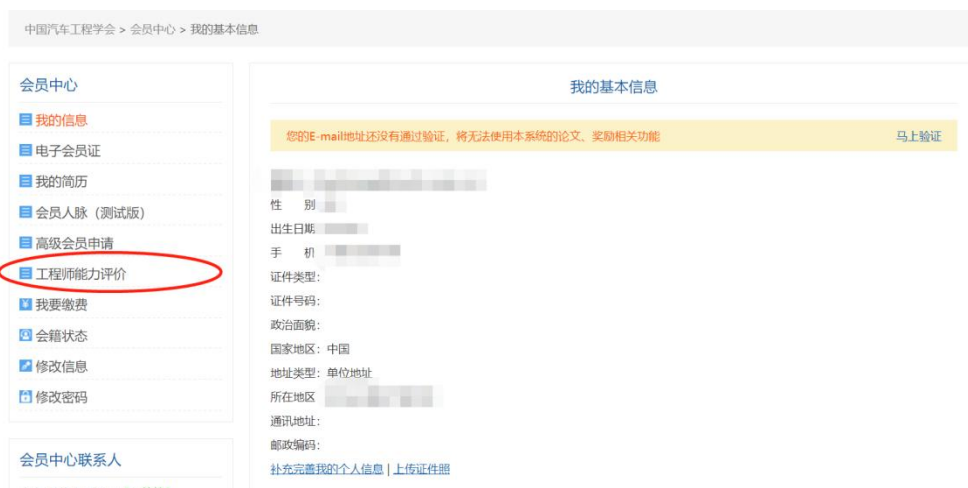 中国汽车工程学会 > 会员中心 > 我的基本信息
会员中心
我的信息
电子会员证
我的简历
会员人脉（测试版）
高级会员申请
工程师能力评价
我要缴费
会籍状态
修改信息
修改密码
会员中心联系人
我的基本信息
您的E-mail地址还没有通过验证，将无法使用本系统的论文、奖励相关功能 马上验证
性 别
出生日期
手 机
证件类型：
证件号码：
政治面貌：
国家地区：中国
地址类型：单位地址
所在地区
通讯地址：
邮政编码：
补充完善我的个人信息 | 上传证件照